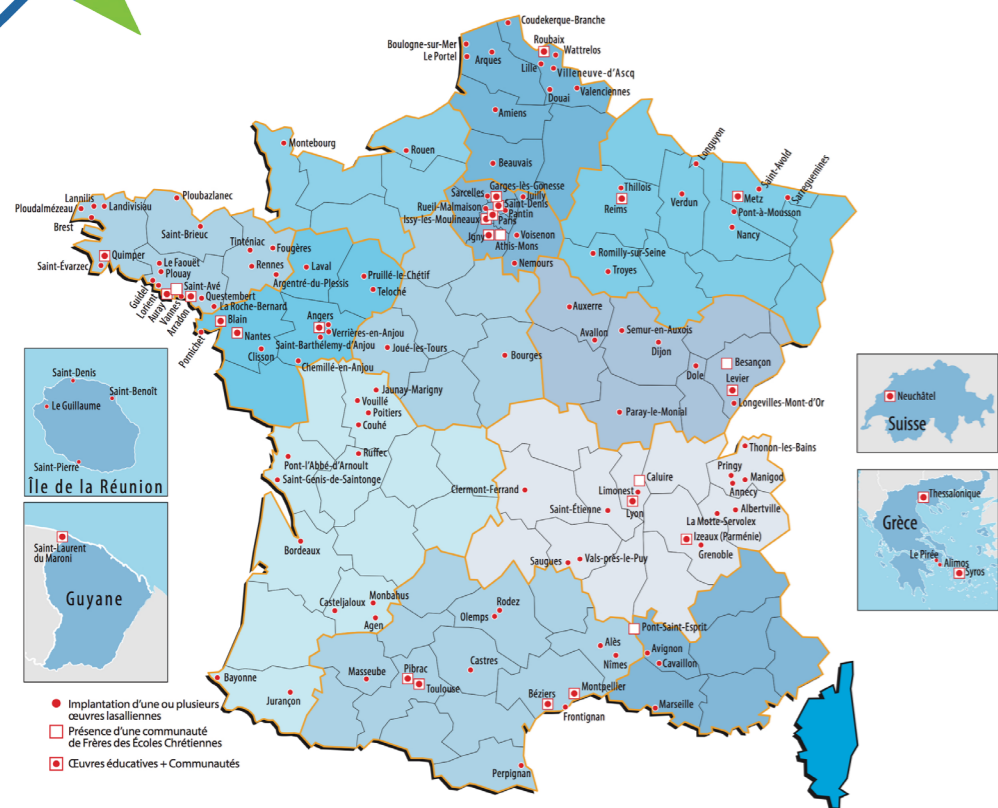 Coudekerque-Branche
Boulogne-sur-Mer
Le Portel
Arques
Roubaix
Wattrelos
Lille
Villeneuve-d'Ascq
Douai
Valenciennes
Amiens
Beauvais
Montebourg
Rouen
Longuyon
Saint-Avold
Sarreguemines
Thillois
Reims
Verdun
Metz
Pont-à-Mousson
Nancy
Garges-lès-Gonesse
Sarcelles
Juilly
Saint-Denis
Rueil-Malmaison
Pantin
Issy-les-Moulineaux
Paris
Igny
Athis-Mons
Voisenon
Nemours
Romilly-sur-Seine
Troyes
Lannilis
Ploudalmézeau
Landivisiau
Brest
Ploubazlanec
Saint-Brieuc
Tinténiac
Fougères
Quimper
Saint-Évarzec
Le Faouët
Plouay
Rennes
Argentré-du-Plessis
Guidel
Lorient
Auray
Vannes
Arradon
Saint-Avé
Questembert
La Roche-Bernard
Laval
Pruillé-le-Chétif
Teloché
Blain
Nantes
Pornichet
Clisson
Angers
Verrières-en-Anjou
Saint-Barthélemy-d'Anjou
Chemillé-en-Anjou
Joué-les-Tours
Bourges
Auxerre
Avallon
Semur-en-Auxois
Dijon
Dole
Besançon
Levier
Longevilles-Mont-d'Or
Paray-le-Monial
Jaunay-Marigny
Vouillé
Poitiers
Couhé
Ruffec
Pont-l'Abbé-d'Arnoult
Saint-Génis-de-Saintonge
Bordeaux
Clermont-Ferrand
Saint-Étienne
Limonest
Caluire
Lyon
Thonon-les-Bains
Pringy
Manigod
Annecy
Albertville
La Motte-Servolex
Izeaux (Parménie)
Grenoble
Saugues
Vals-près-le-Puy
Casteljaloux
Monbahus
Agen
Rodez
Olemps
Bayonne
Jurançon
Masseube
Pibrac
Toulouse
Castres
Alès
Nîmes
Pont-Saint-Esprit
Avignon
Cavaillon
Marseille
Béziers
Montpellier
Frontignan
Perpignan
Saint-Denis
Saint-Benoît
Le Guillaume
Saint-Pierre
Île de la Réunion
Saint-Laurent
du Maroni
Guyane
Neuchâtel
Suisse
Thessalonique
Grèce
Le Pirée
Alimos
Syros
Implantation d'une ou plusieurs
œuvres lasalliennes
Présence d'une communauté
de Frères des Écoles Chrétiennes
Œuvres éducatives + Communautés